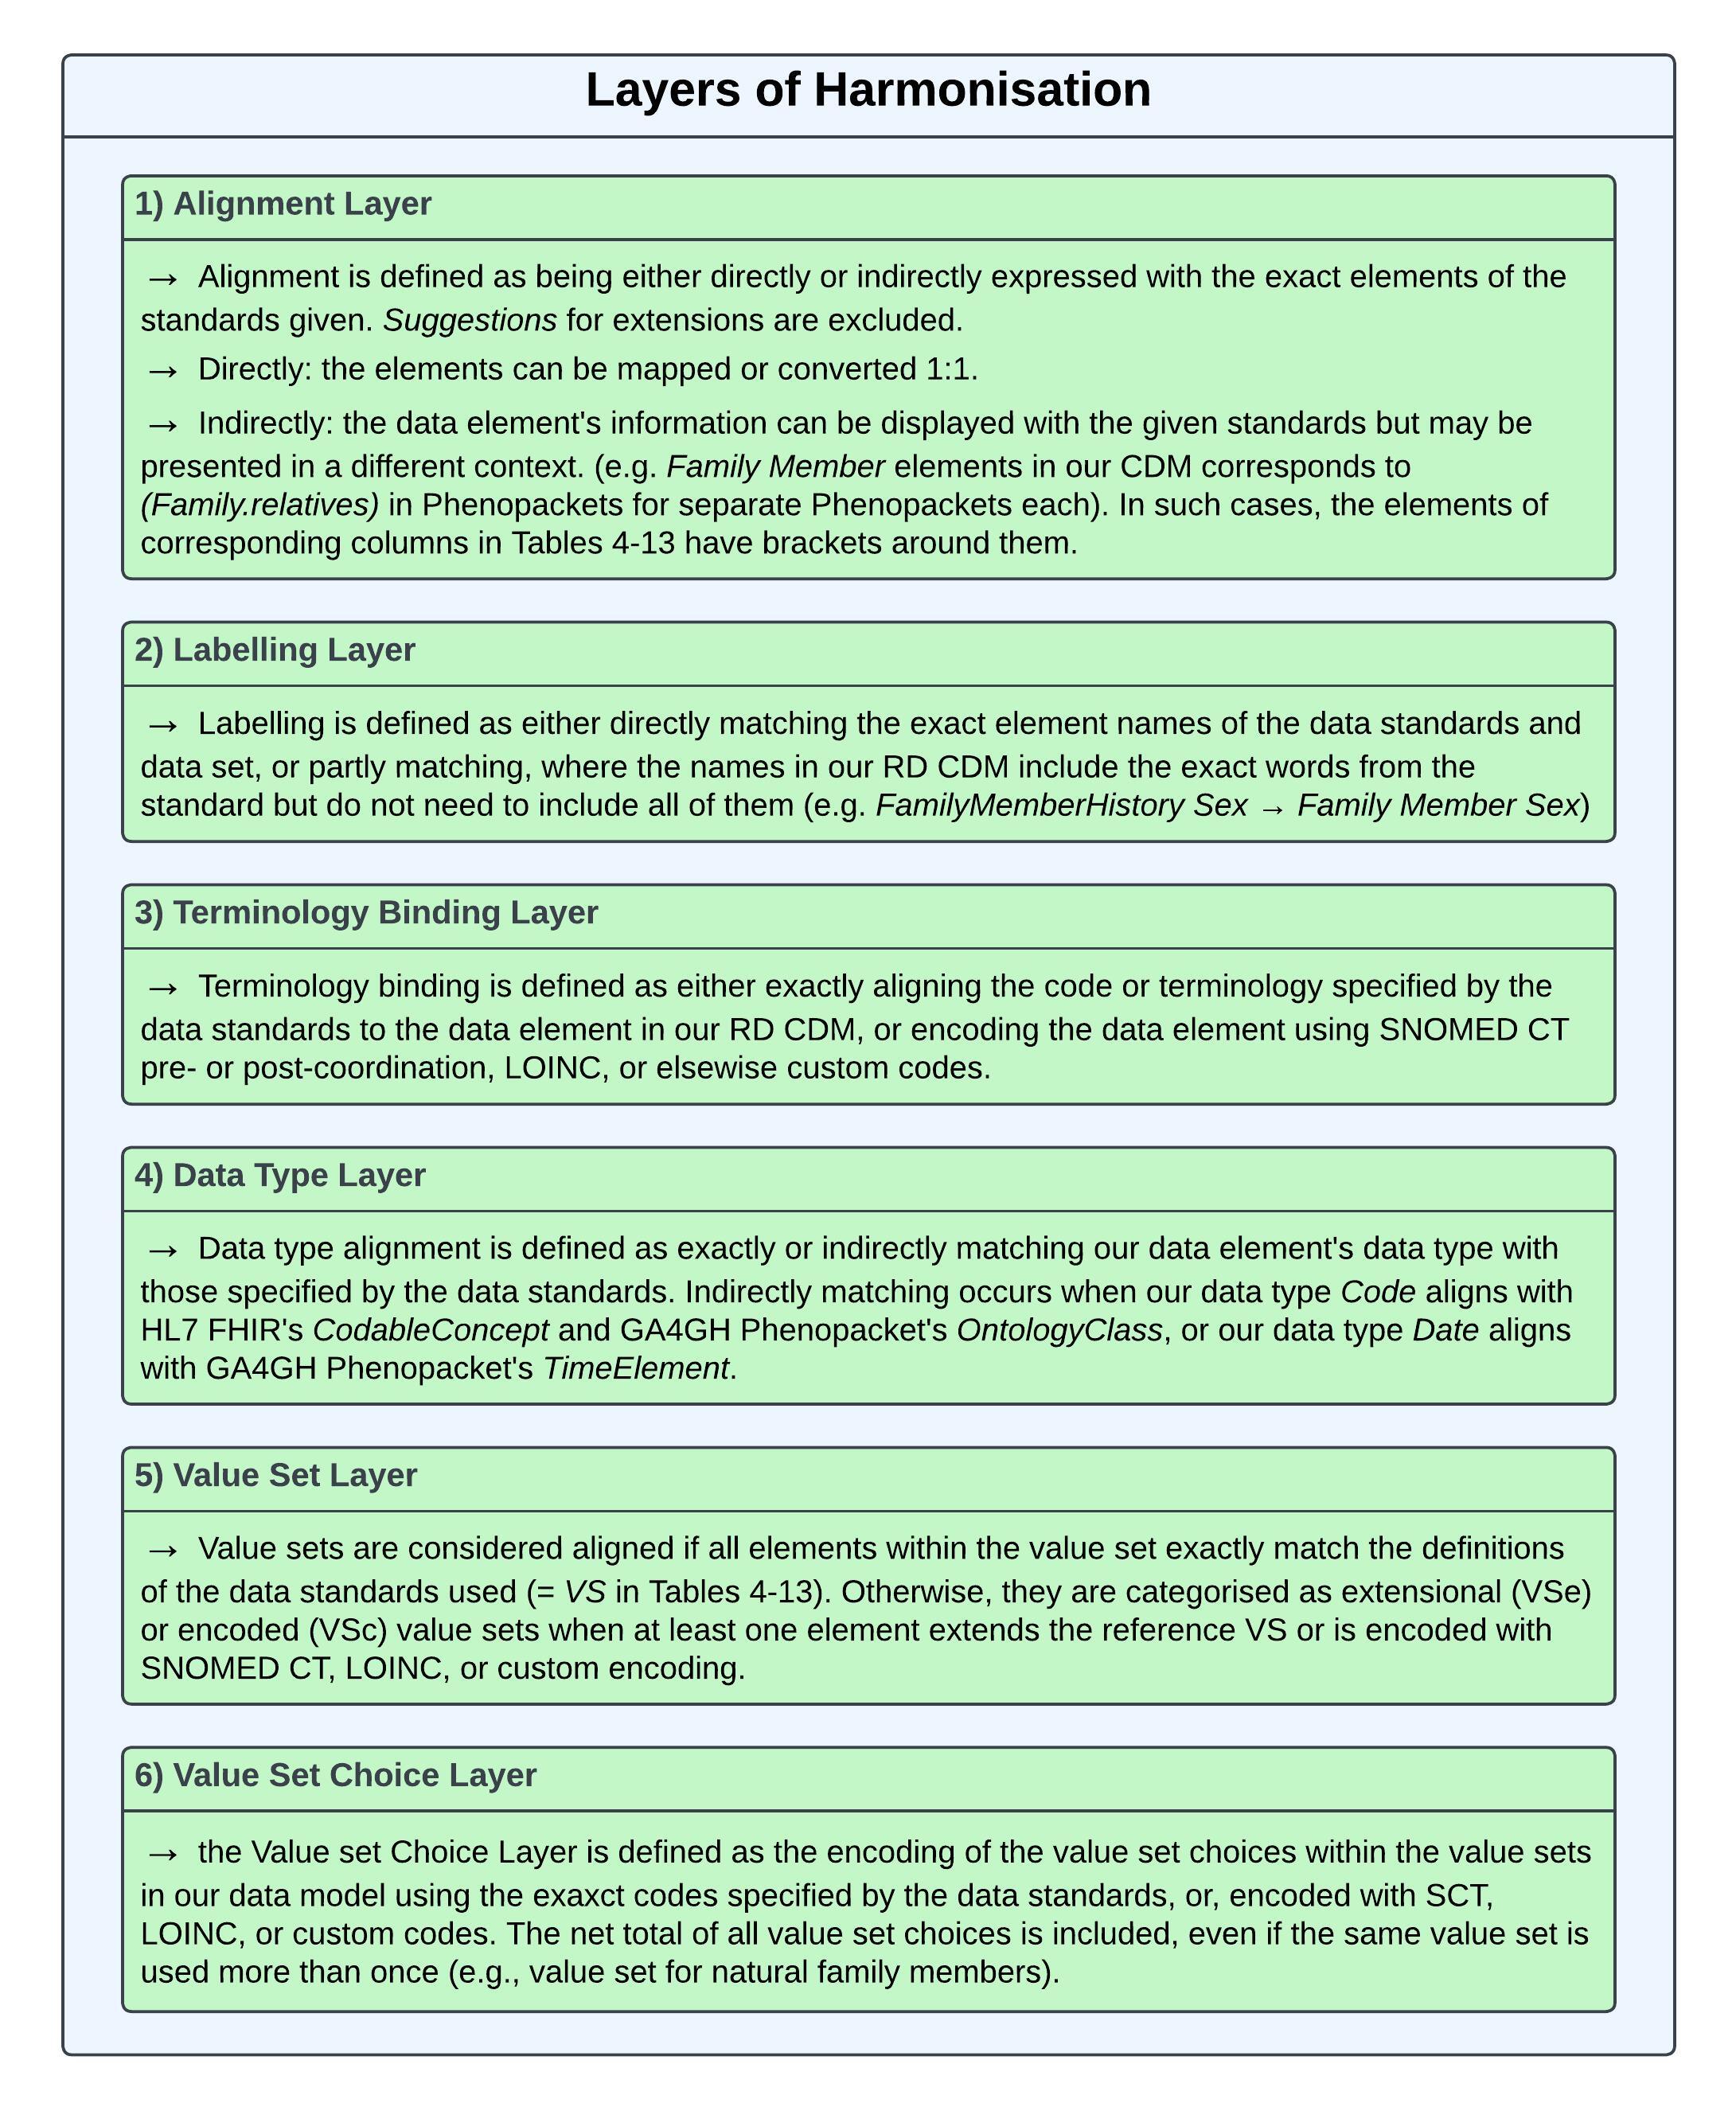 Layers of Harmonisation
1) Alignment Layer
→ Alignment is defined as being either directly or indirectly expressed with the exact elements of the
standards given. Suggestions for extensions are excluded.
→ Directly: the elements can be mapped or converted 1:1.
→ Indirectly: the data element's information can be displayed with the given standards but may be
presented in a different context. (e.g. Family Member elements in our CDM corresponds to
(Family.relatives) in Phenopackets for separate Phenopackets each). In such cases, the elements of
corresponding columns in Tables 4-13 have brackets around them.
2) Labelling Layer
→ Labelling is defined as either directly matching the exact element names of the data standards and
data set, or partly matching, where the names in our RD CDM include the exact words from the
standard but do not need to include all of them (e.g. FamilyMemberHistory Sex → Family Member Sex)
3) Terminology Binding Layer
→ Terminology binding is defined as either exactly aligning the code or terminology specified by the
data standards to the data element in our RD CDM, or encoding the data element using SNOMED CT
pre- or post-coordination, LOINC, or elsewise custom codes.
4) Data Type Layer
→ Data type alignment is defined as exactly or indirectly matching our data element's data type with
those specified by the data standards. Indirectly matching occurs when our data type Code aligns with
HL7 FHIR's CodableConcept and GA4GH Phenopacket's OntologyClass, or our data type Date aligns
with GA4GH Phenopacket's TimeElement.
5) Value Set Layer
→ Value sets are considered aligned if all elements within the value set exactly match the definitions
of the data standards used (= VS in Tables 4-13). Otherwise, they are categorised as extensional (VSe)
or encoded (VSc) value sets when at least one element extends the reference VS or is encoded with
SNOMED CT, LOINC, or custom encoding.
6) Value Set Choice Layer
→ the Value set Choice Layer is defined as the encoding of the value set choices within the value sets
in our data model using the exaxct codes specified by the data standards, or, encoded with SCT,
LOINC, or custom codes. The net total of all value set choices is included, even if the same value set is
used more than once (e.g., value set for natural family members).